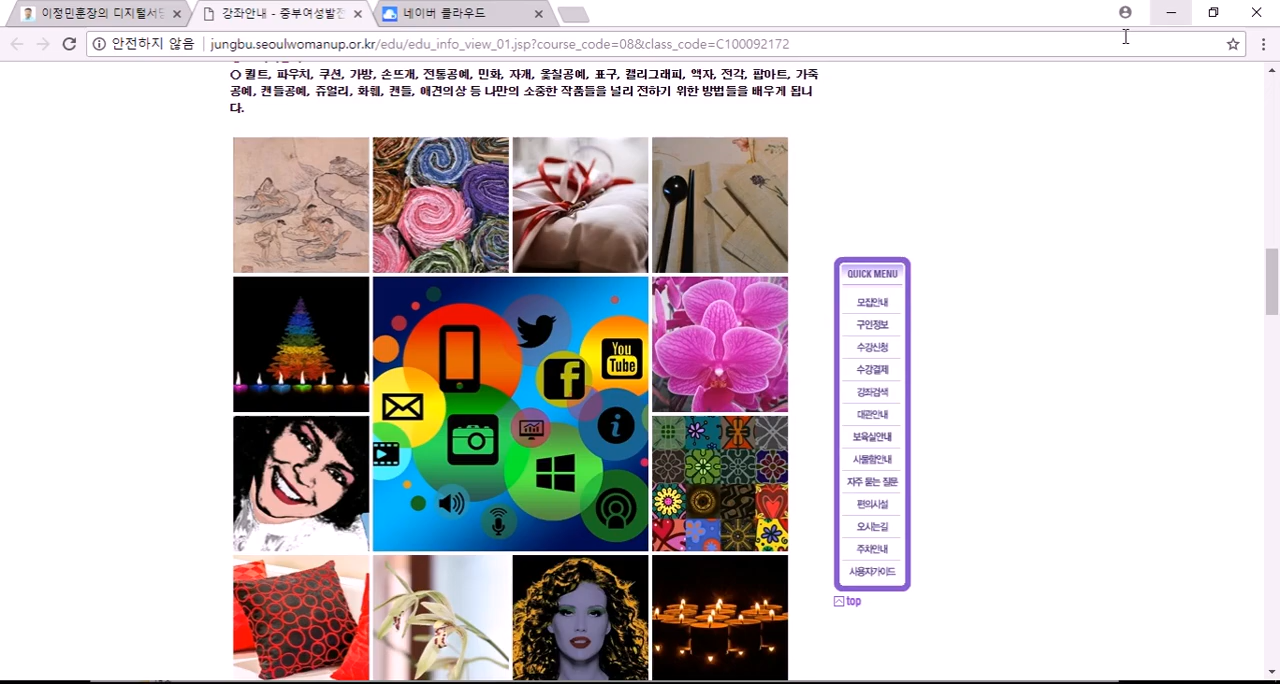 이정민훈장의 디지털서당
강좌안내 - 중부여성발전
네이버 클라우드
안전하지 않음
jungbu.seoulwomanup.or.kr/edu/edu_info_view_01.jsp?course_code=08&class_code=C100092172
○ 퀼트, 파우치, 쿠션, 가방, 손뜨개, 전통공예, 민화, 자개, 옻칠공예, 표구, 캘리그래피, 액자, 전각, 팝아트, 가죽
공예, 캔들공예, 쥬얼리, 화훼, 캔들, 애견의상 등 나만의 소중한 작품들을 널리 전하기 위한 방법들을 배우게 됩니
다.
You
Tube
QUICK MENU
모집안내
구인정보
수강신청
수강결제
강좌검색
대관안내
보육실안내
사물함안내
자주 묻는 질문
편의시설
오시는길
주차안내
사용자가이드
top